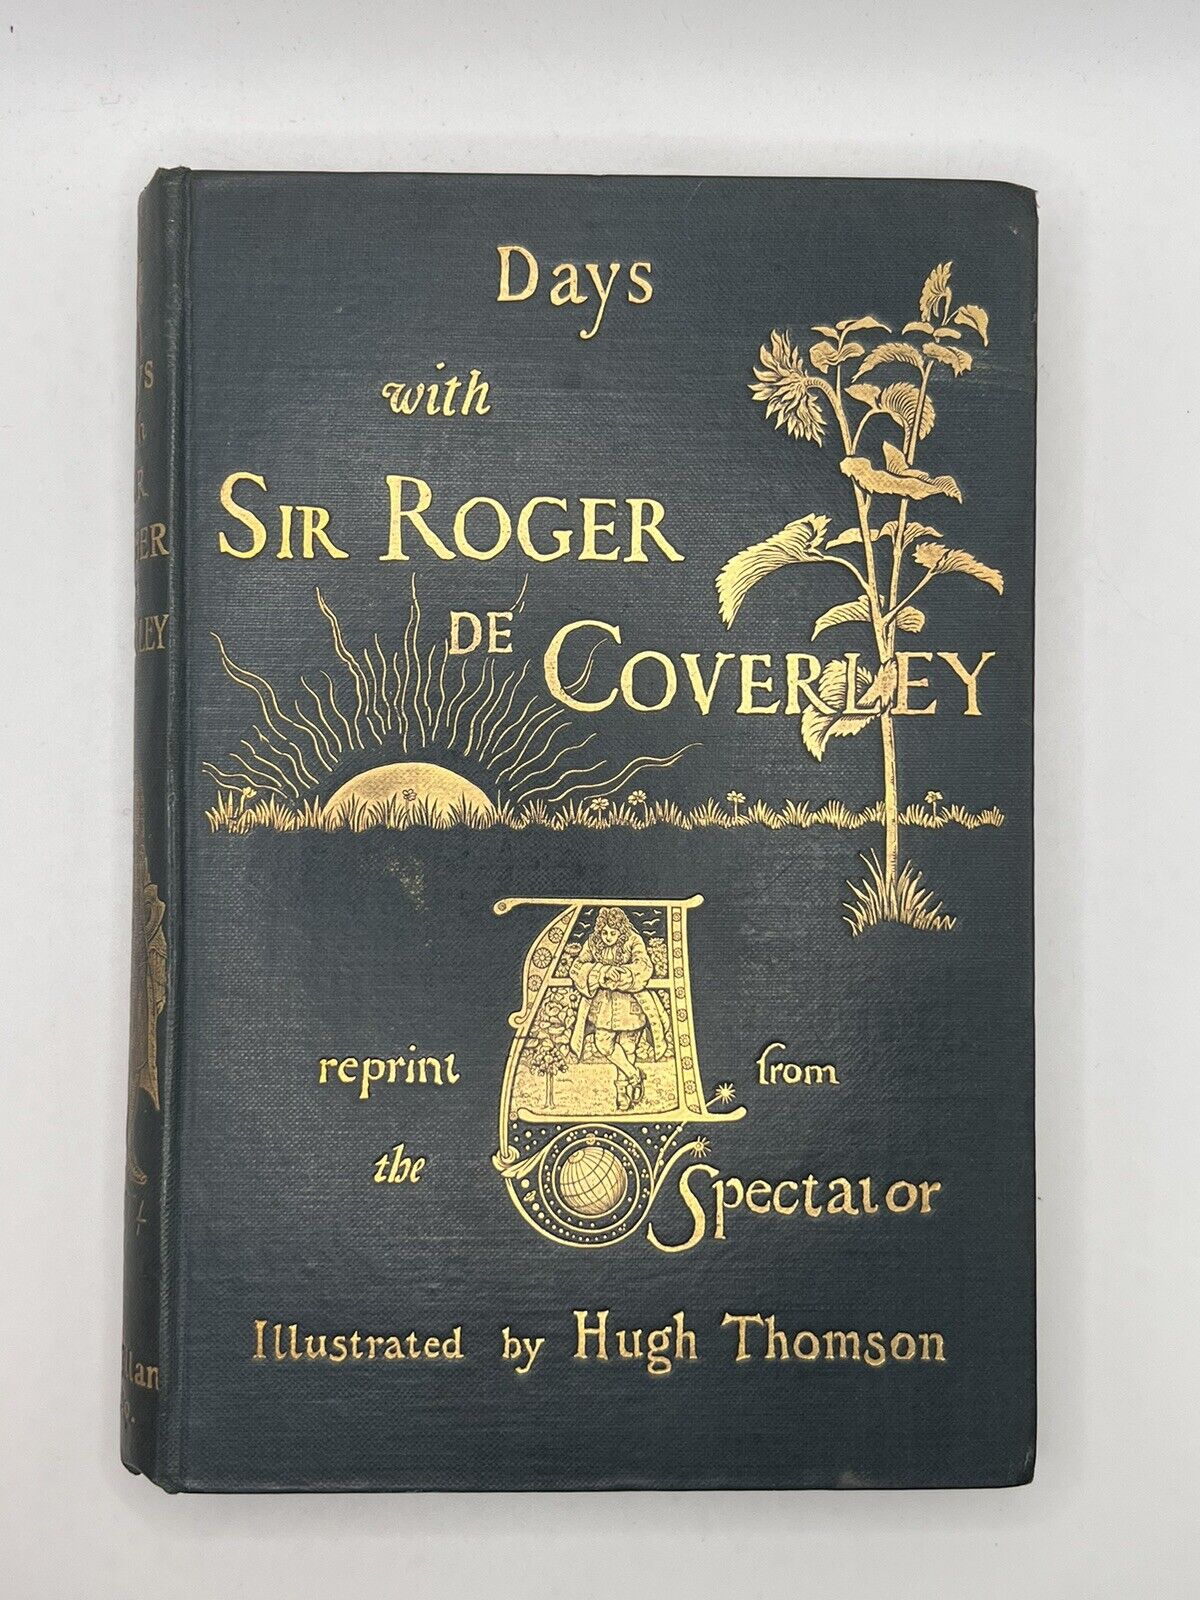 Days
with
SIR ROGER
DE COVERLEY
A
reprint from
the Spectator
Illustrated by Hugh Thomson